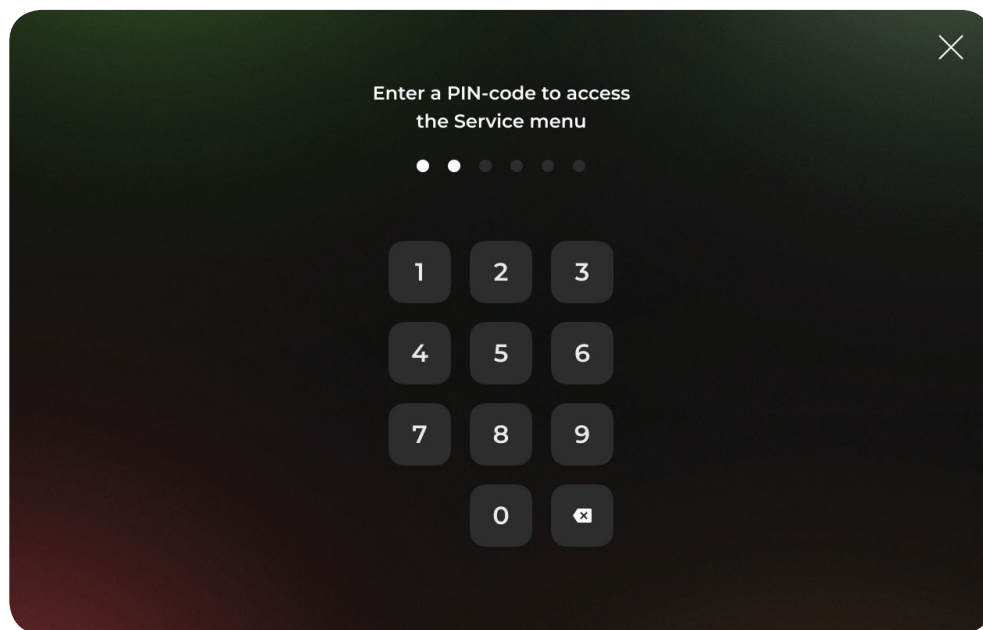 Enter a PIN-code to access
the Service menu
1 2 3
4 5 6
7 8 9
0